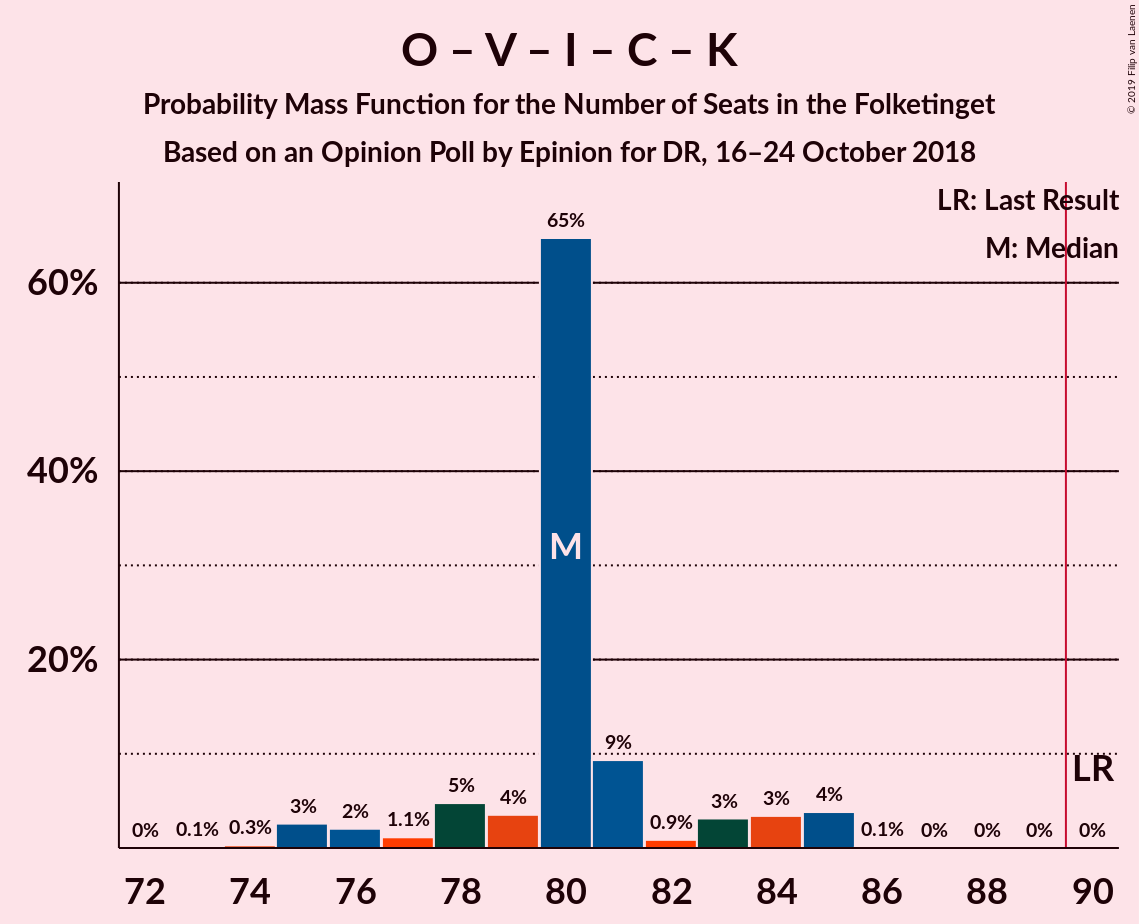 O – V – I – C – K
Probability Mass Function for the Number of Seats in the Folketinget
Based on an Opinion Poll by Epinion for DR, 16–24 October 2018
© 2019 Filip van Laenen
LR: Last Result
M: Median
65%
60%
40%
M
20%
9%
LR
5%
4%
3%
3%
3%
4%
2%
1.1%
0.9%
0%
0.1%
0.3%
0.1%
0%
0%
0%
0%
72 74 76 78 80 82 84 86 88 90